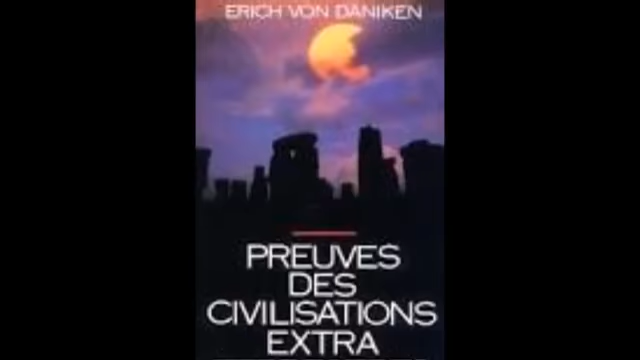 ERICH VON DÄNIKEN
PREUVES
DES
CIVILISATIONS
EXTRA